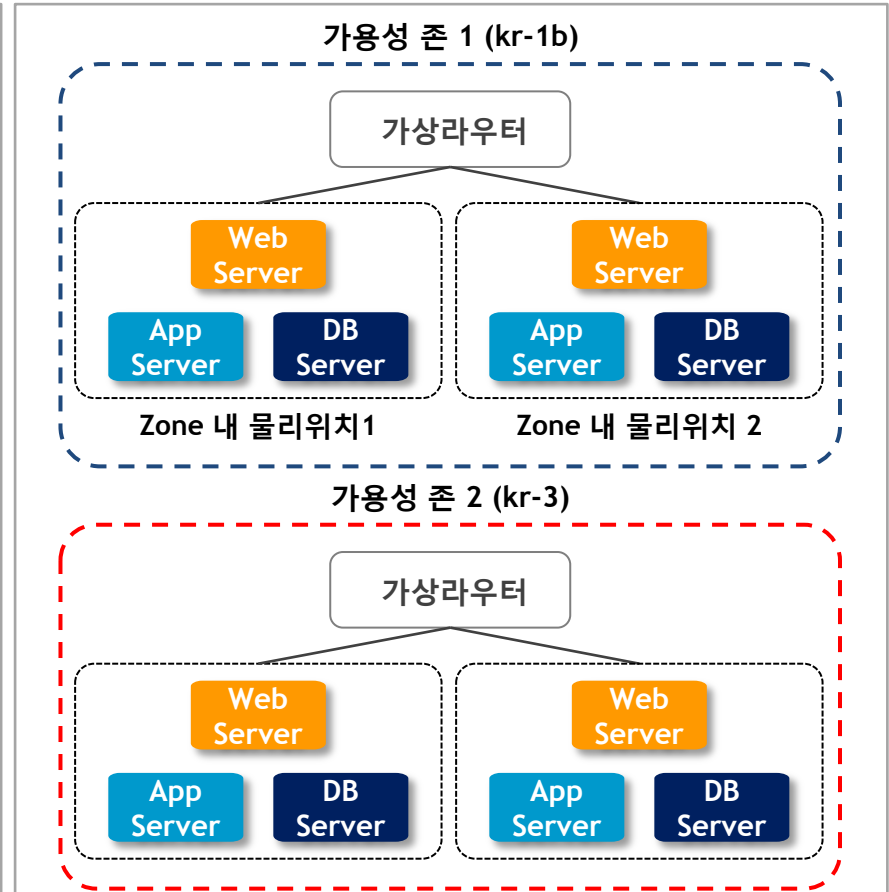 가용성 존 1 (kr-1b)
가상라우터
Web
Server
App
Server
DB
Server
Zone 내 물리위치1
Web
Server
App
Server
DB
Server
Zone 내 물리위치 2
가용성 존 2 (kr-3)
가상라우터
Web
Server
App
Server
DB
Server
Web
Server
App
Server
DB
Server